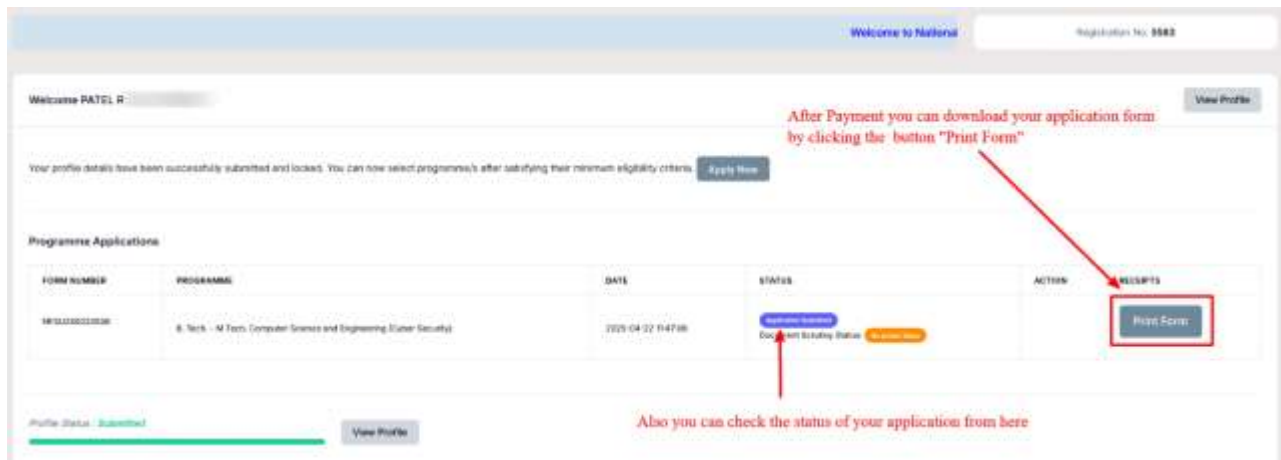 Welcome to National
Registration No. 5583
Welcome PATEL R
View Profile
After Payment you can download your application form
by clicking the button "Print Form"
Your profile details have been successfully submitted and locked. You can now select programme/s after satisfying their minimum eligibility criteria. Apply Now
Programme Applications
FORM NUMBER PROGRAMME DATE STATUS ACTION RECEIPTS
B. Tech. - M.Tech. Computer Science and Engineering (Cyber Security)
Application Submitted
Document Scrutiny Status
Print Form
Also you can check the status of your application from here
Profile Status : Submitted
View Profile